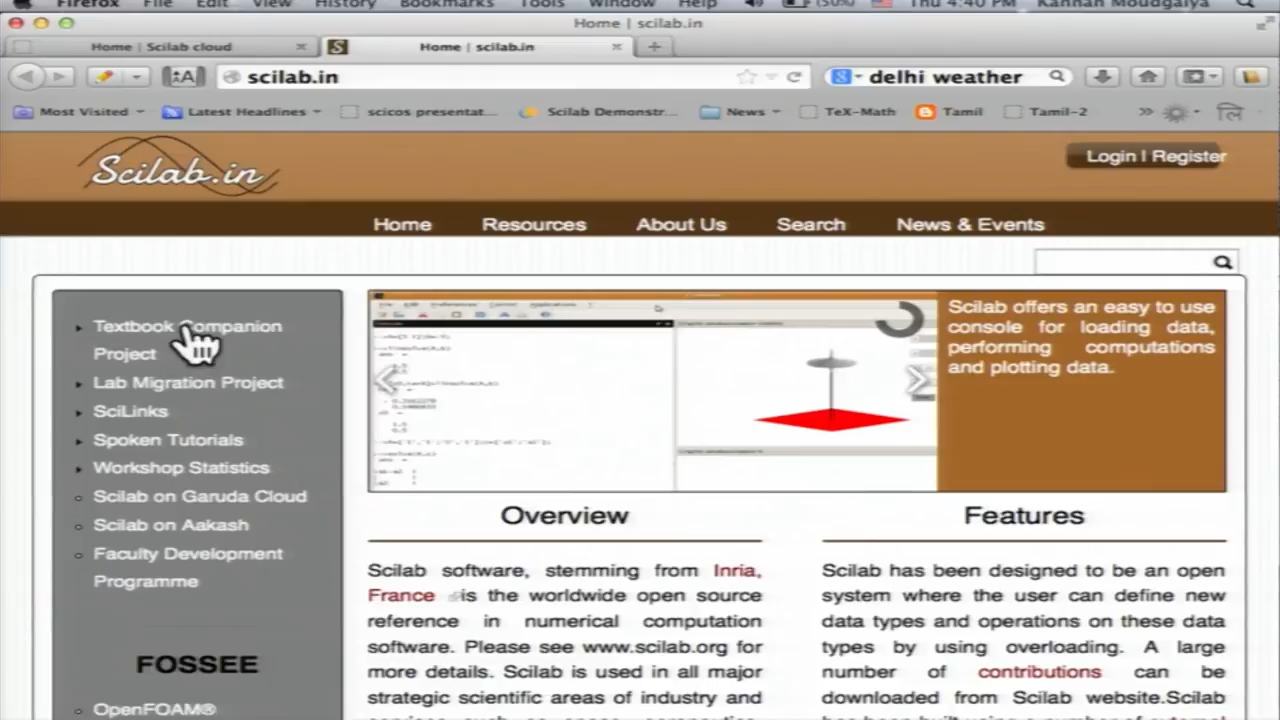 Firefox File Edit View History Bookmarks Tools Window Help (50%) Thu 4:40 PM Kannan Moudgalya
Home | scilab.in
Home | Scilab cloud
Home | scilab.in
scilab.in
delhi weather
Most Visited
Latest Headlines
scicos presentat...
Scilab Demonstr...
News
TeX-Math
Tamil
Tamil-2
Scilab.in
Login | Register
Home
Resources
About Us
Search
News & Events
Textbook Companion
Project
Lab Migration Project
SciLinks
Spoken Tutorials
Workshop Statistics
Scilab on Garuda Cloud
Scilab on Aakash
Faculty Development
Programme
FOSSEE
OpenFOAM®
Scilab offers an easy to use
console for loading data,
performing computations
and plotting data.
Overview
Scilab software, stemming from Inria,
France is the worldwide open source
reference in numerical computation
software. Please see www.scilab.org for
more details. Scilab is used in all major
strategic scientific areas of industry and
Features
Scilab has been designed to be an open
system where the user can define new
data types and operations on these data
types by using overloading. A large
number of contributions can be
downloaded from Scilab website.Scilab